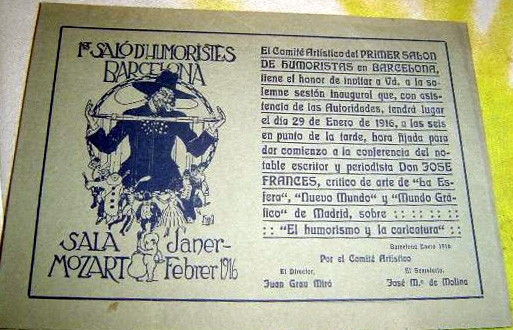 1er SALÓ D'HUMORISTES
BARCELONA
SALA
MOZART
Janer-
Febrer 1916
El Comité Artístico del PRIMER SALON
DE HUMORISTAS en BARCELONA,
tiene el honor de invitar a Vd. a la so-
lemne sesión inaugural que, con asis-
tencia de las Autoridades, tendrá lugar
el día 29 de Enero de 1916, a las seis
en punto de la tarde, hora fijada para
dar comienzo a la conferencia del no-
table escritor y periodista Don JOSE
FRANCES, crítico de arte de "La Es-
fera", "Nuevo Mundo" y "Mundo Grá-
fico" de Madrid, sobre :: :: :: :: ::
:: "El humorismo y la caricatura" :: ::
Barcelona Enero 1916
Por el Comité Artístico
El Director, El Secretario,
Juan Grau Miró José M.ª de Molina